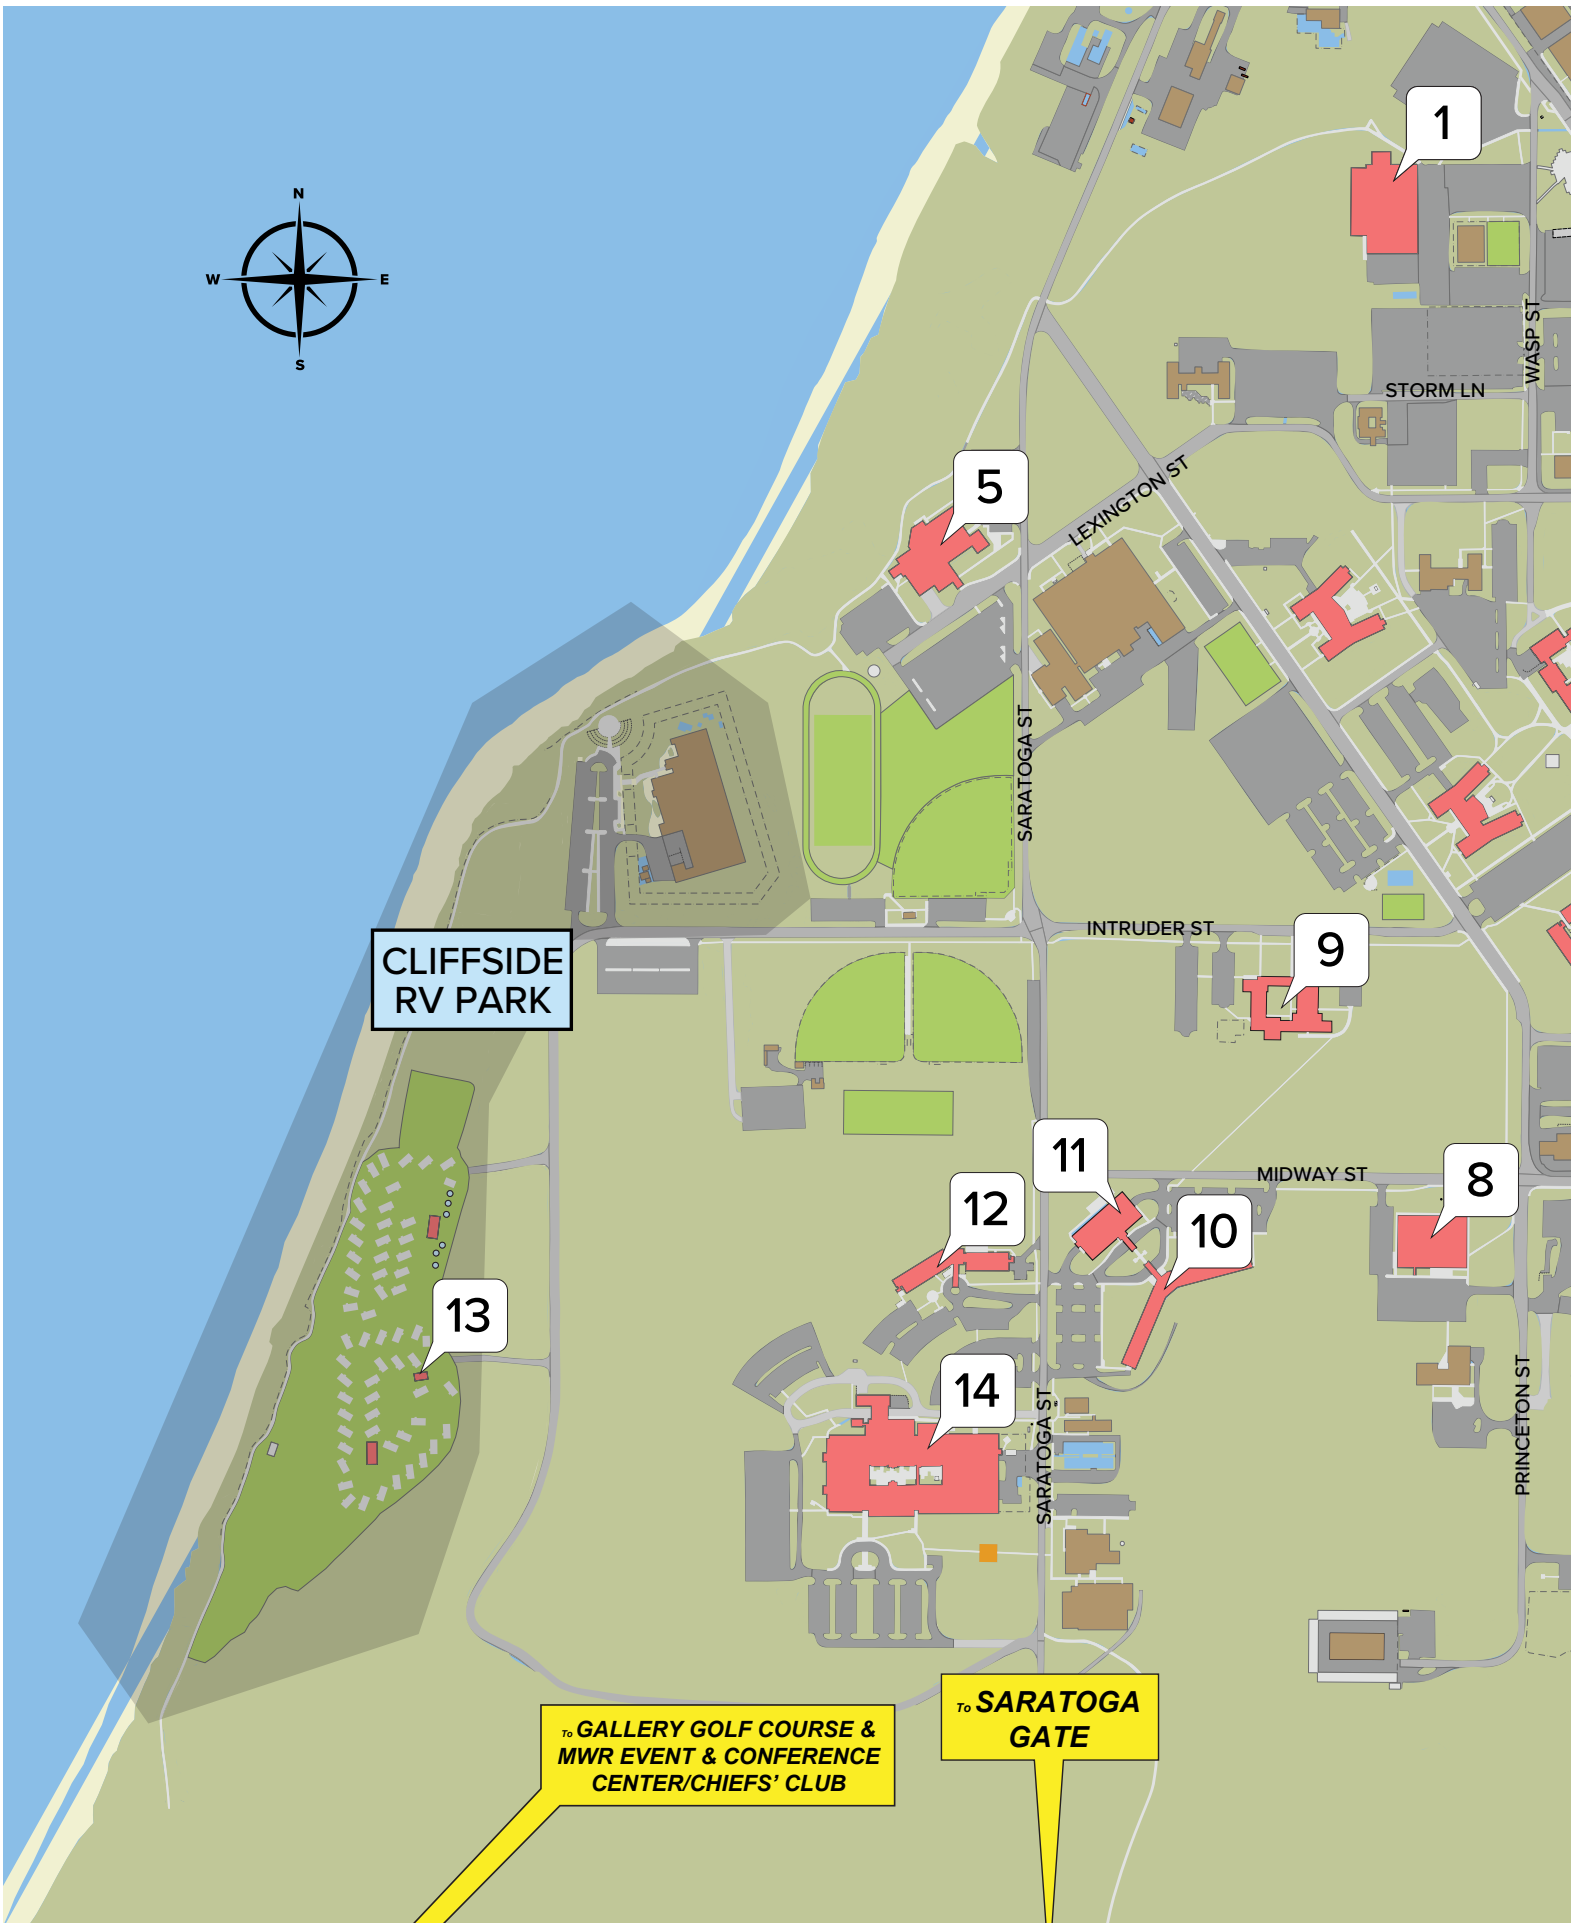 1
N
W
E
S
WASP ST
STORM LN
5
LEXINGTON ST
SARATOGA ST
INTRUDER ST
9
CLIFFSIDE
RV PARK
11
MIDWAY ST
8
12
10
13
14
SARATOGA ST
PRINCETON ST
To SARATOGA
GATE
To GALLERY GOLF COURSE &
MWR EVENT & CONFERENCE
CENTER/CHIEFS’ CLUB